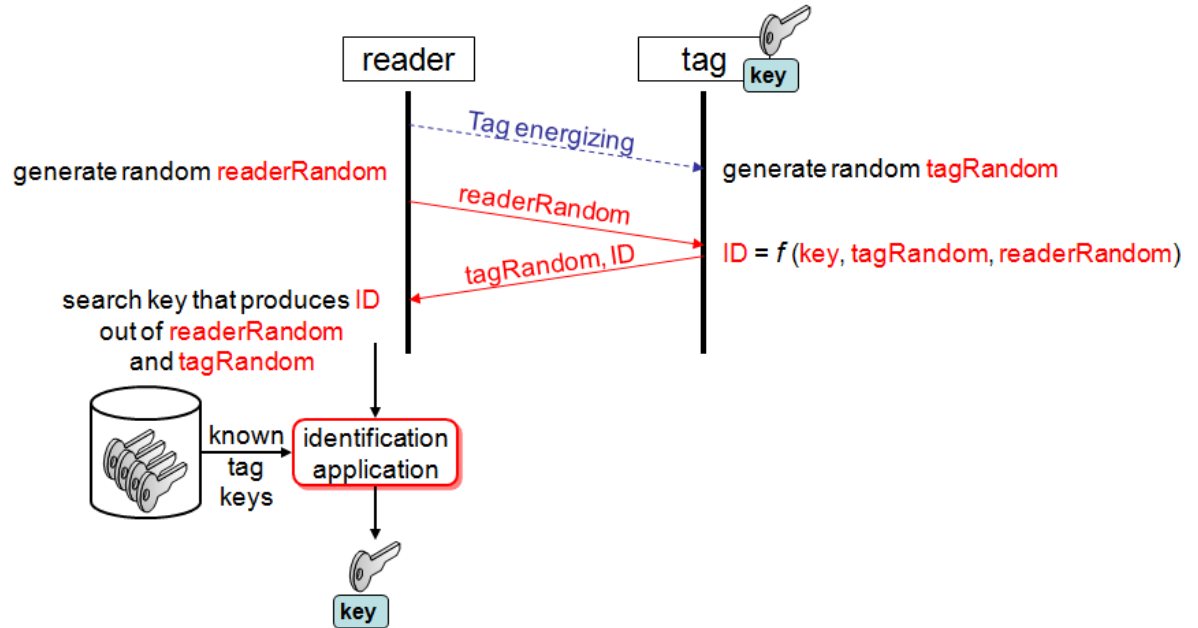 reader
tag
key
Tag energizing
generate random readerRandom
generate random tagRandom
readerRandom
ID = f (key, tagRandom, readerRandom)
tagRandom, ID
search key that produces ID
out of readerRandom
and tagRandom
known
tag
keys
identification
application
key